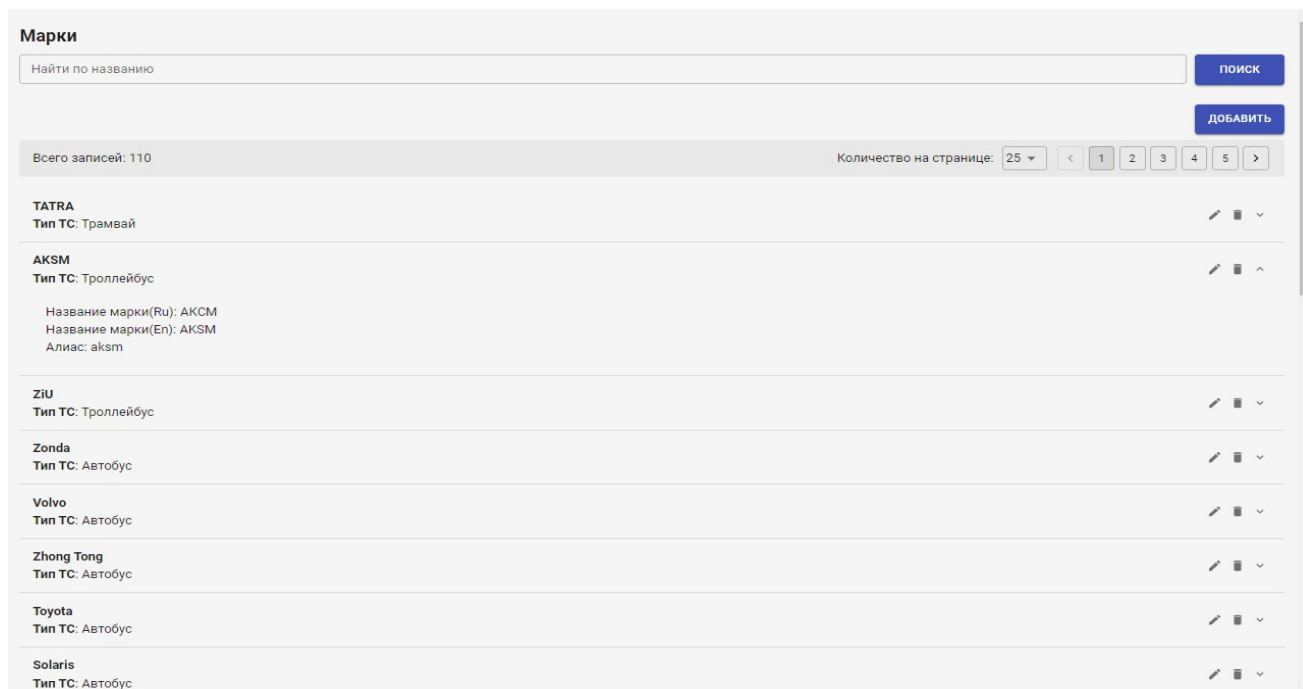 Марки
Найти по названию
ПОИСК
ДОБАВИТЬ
Всего записей: 110 Количество на странице: 25 1 2 3 4 5
TATRA
Тип ТС: Трамвай
AKSM
Тип ТС: Троллейбус
Название марки(Ru): АКСМ
Название марки(En): AKSM
Алиас: aksm
ZiU
Тип ТС: Троллейбус
Zonda
Тип ТС: Автобус
Volvo
Тип ТС: Автобус
Zhong Tong
Тип ТС: Автобус
Toyota
Тип ТС: Автобус
Solaris
Тип ТС: Автобус